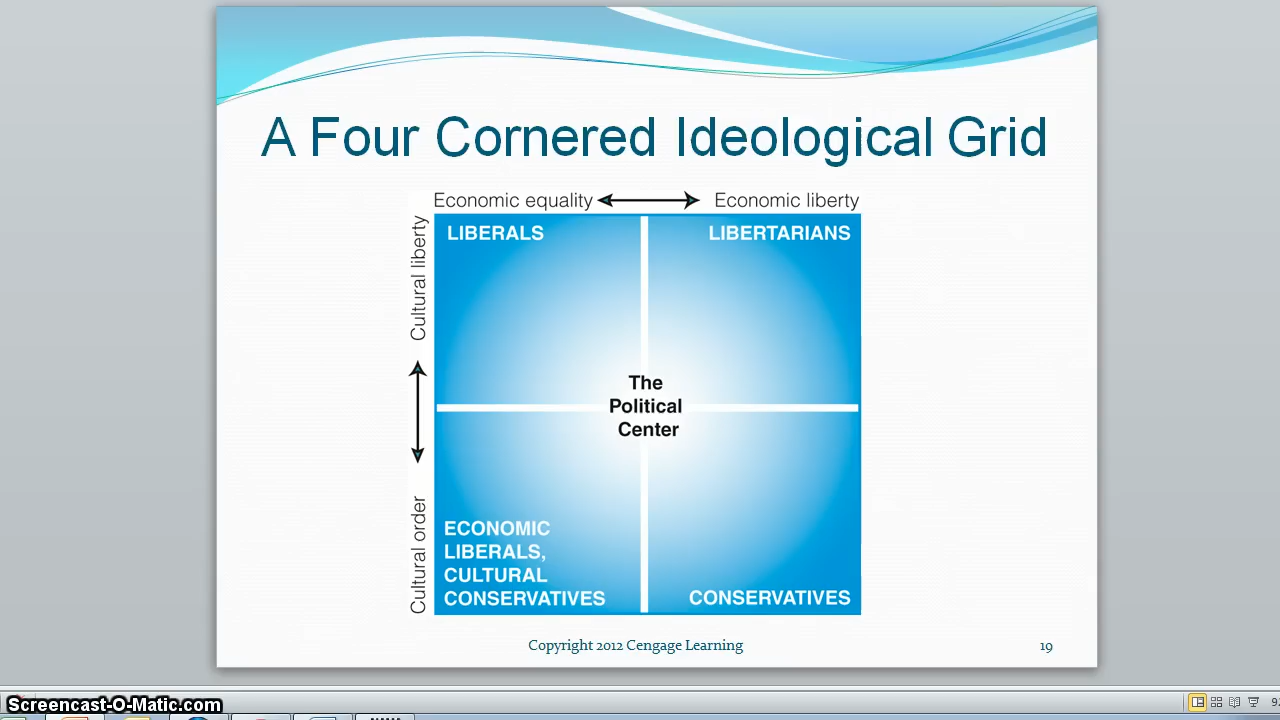 A Four Cornered Ideological Grid
Economic equality
Economic liberty
Cultural liberty
Cultural order
LIBERALS
LIBERTARIANS
The
Political
Center
ECONOMIC
LIBERALS,
CULTURAL
CONSERVATIVES
CONSERVATIVES
Copyright 2012 Cengage Learning
19
Screencast-O-Matic.com